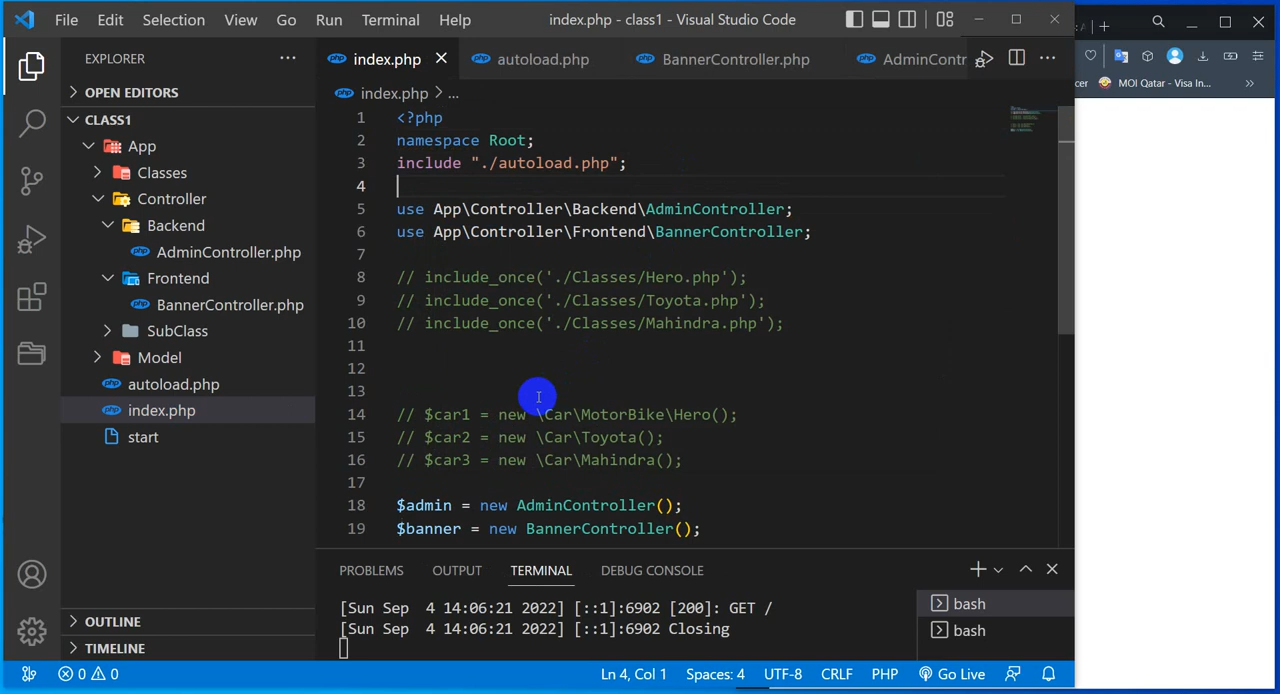 File Edit Selection View Go Run Terminal Help index.php - class1 - Visual Studio Code
EXPLORER
OPEN EDITORS
CLASS1
App
Classes
Controller
Backend
AdminController.php
Frontend
BannerController.php
SubClass
Model
autoload.php
index.php
start
OUTLINE
TIMELINE
index.php autoload.php BannerController.php AdminContr
index.php > ...
1 <?php
2 namespace Root;
3 include "./autoload.php";
4
5 use App\Controller\Backend\AdminController;
6 use App\Controller\Frontend\BannerController;
7
8 // include_once('./Classes/Hero.php');
9 // include_once('./Classes/Toyota.php');
10 // include_once('./Classes/Mahindra.php');
11
12
13
14 // $car1 = new \Car\MotorBike\Hero();
15 // $car2 = new \Car\Toyota();
16 // $car3 = new \Car\Mahindra();
17
18 $admin = new AdminController();
19 $banner = new BannerController();
PROBLEMS OUTPUT TERMINAL DEBUG CONSOLE
[Sun Sep 4 14:06:21 2022] [::1]:6902 [200]: GET /
[Sun Sep 4 14:06:21 2022] [::1]:6902 Closing
bash
bash
0 0 Ln 4, Col 1 Spaces: 4 UTF-8 CRLF PHP Go Live
cer MOI Qatar - Visa In...